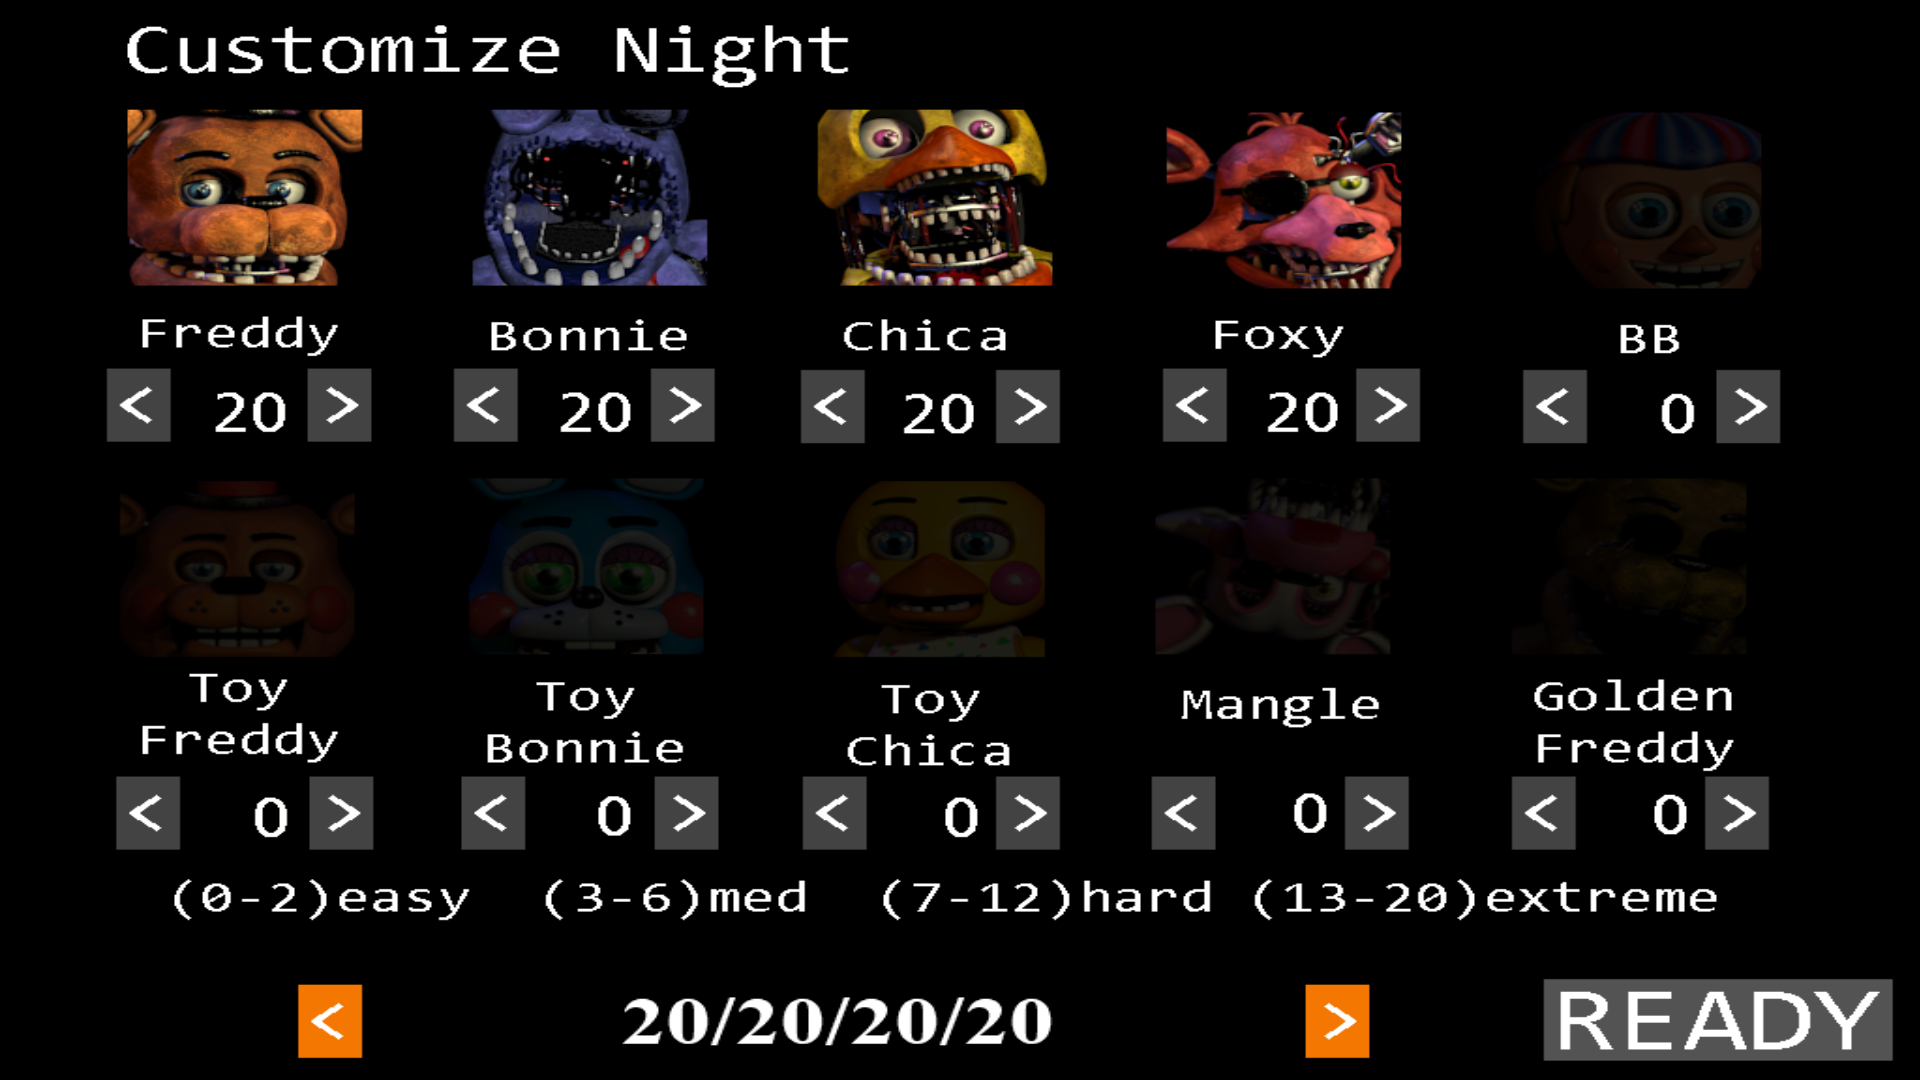 Customize Night
Freddy Bonnie Chica Foxy BB
< 20 > < 20 > < 20 > < 20 > < 0 >
Toy Toy Toy Mangle Golden
Freddy Bonnie Chica Freddy
< 0 > < 0 > < 0 > < 0 > < 0 >
(0-2)easy (3-6)med (7-12)hard (13-20)extreme
< 20/20/20/20 > READY